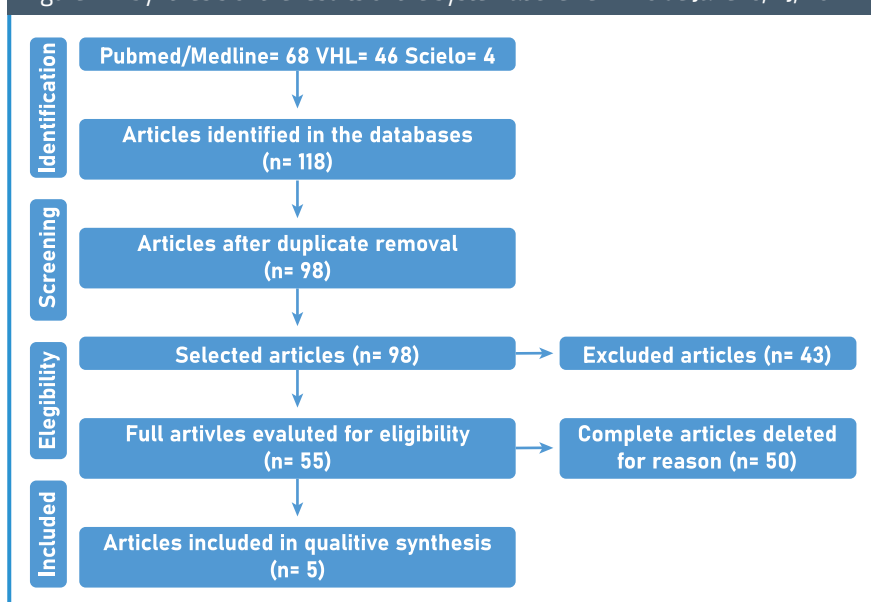 Identification
Pubmed/Medline= 68 VHL= 46 Scielo= 4
Articles identified in the databases
(n= 118)
Screening
Articles after duplicate removal
(n= 98)
Elegibility
Selected articles (n= 98)
Excluded articles (n= 43)
Full artivles evaluted for eligibility
(n= 55)
Complete articles deleted
for reason (n= 50)
Included
Articles included in qualitive synthesis
(n= 5)